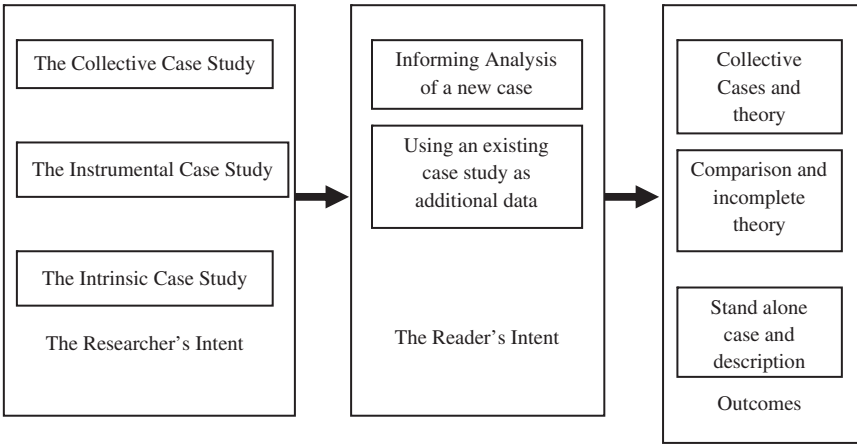 The Collective Case Study
The Instrumental Case Study
The Intrinsic Case Study
The Researcher's Intent
Informing Analysis
of a new case
Using an existing
case study as
additional data
The Reader's Intent
Collective
Cases and
theory
Comparison and
incomplete
theory
Stand alone
case and
description
Outcomes